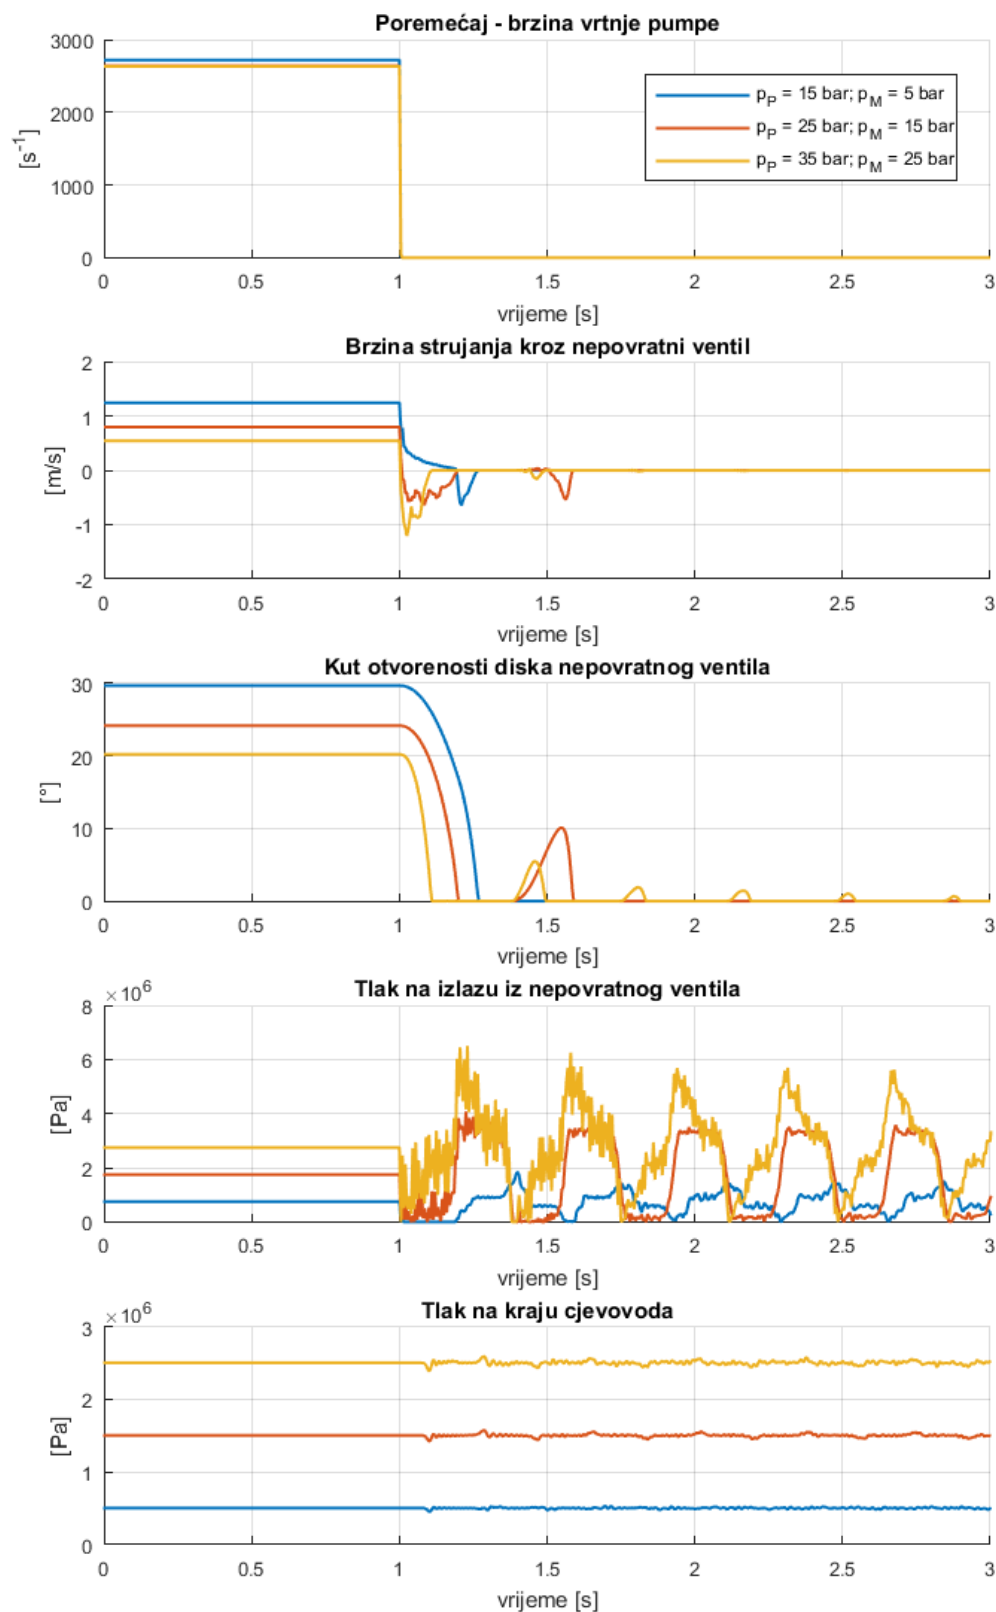 Poremećaj - brzina vrtnje pumpe
3000
2000
1000
0
[s⁻¹]
p_P = 15 bar; p_M = 5 bar
p_P = 25 bar; p_M = 15 bar
p_P = 35 bar; p_M = 25 bar
0 0.5 1 1.5 2 2.5 3
vrijeme [s]
Brzina strujanja kroz nepovratni ventil
2
1
0
-1
-2
[m/s]
0 0.5 1 1.5 2 2.5 3
vrijeme [s]
Kut otvorenosti diska nepovratnog ventila
30
20
10
0
[°]
0 0.5 1 1.5 2 2.5 3
vrijeme [s]
×10⁶
Tlak na izlazu iz nepovratnog ventila
8
6
4
2
0
[Pa]
0 0.5 1 1.5 2 2.5 3
vrijeme [s]
×10⁶
Tlak na kraju cjevovoda
3
2
1
0
[Pa]
0 0.5 1 1.5 2 2.5 3
vrijeme [s]